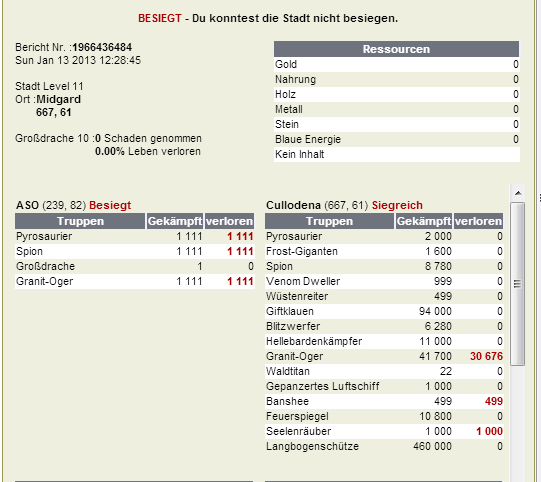 BESIEGT - Du konntest die Stadt nicht besiegen.
Bericht Nr. :1966436484
Sun Jan 13 2013 12:28:45
Stadt Level 11
Ort :Midgard
667, 61
Großdrache 10 :0 Schaden genommen
0.00% Leben verloren
Ressourcen
Gold 0
Nahrung 0
Holz 0
Metall 0
Stein 0
Blaue Energie 0
Kein Inhalt
ASO (239, 82) Besiegt
Truppen Gekämpft verloren
Pyrosaurier 1 111 1 111
Spion 1 111 1 111
Großdrache 1 0
Granit-Oger 1 111 1 111
Cullodena (667, 61) Siegreich
Truppen Gekämpft verloren
Pyrosaurier 2 000 0
Frost-Giganten 1 600 0
Spion 8 780 0
Venom Dweller 999 0
Wüstenreiter 499 0
Giftklauen 94 000 0
Blitzwerfer 6 280 0
Hellebardenkämpfer 11 000 0
Granit-Oger 41 700 30 676
Waldtitan 22 0
Gepanzertes Luftschiff 1 000 0
Banshee 499 499
Feuerspiegel 10 800 0
Seelenräuber 1 000 1 000
Langbogenschütze 460 000 0